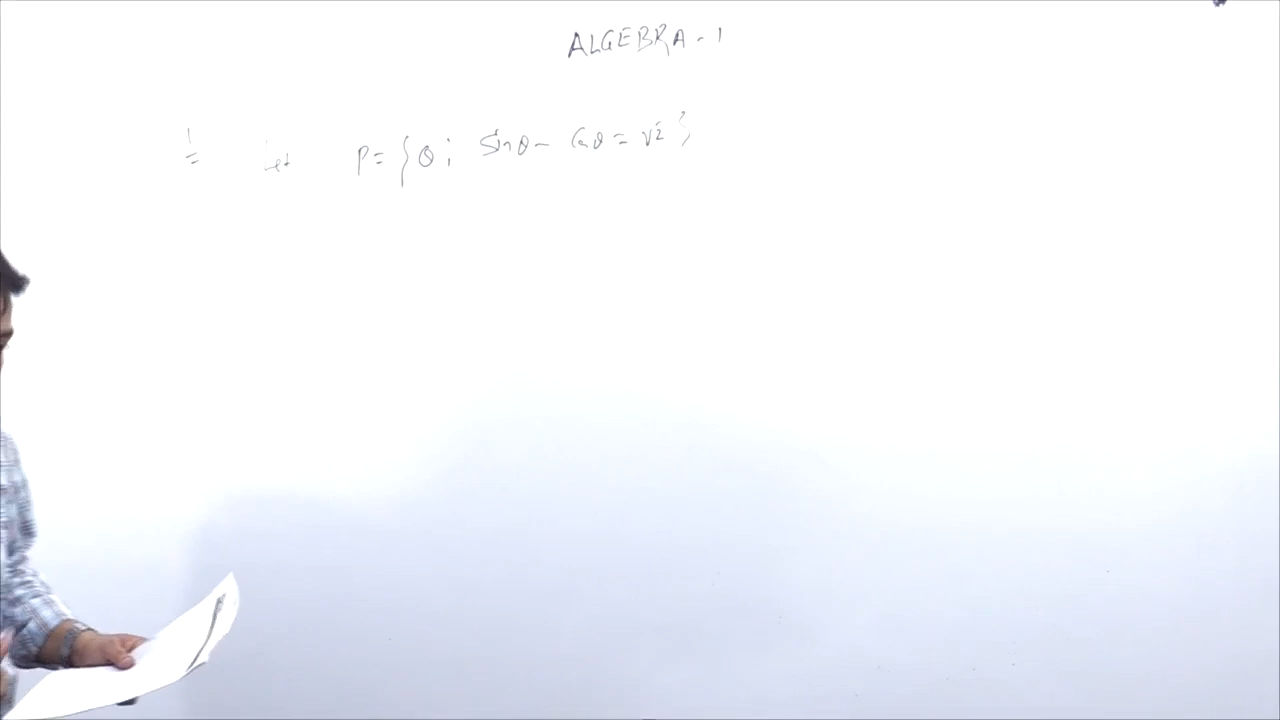 ALGEBRA - 1
1 Let P = { θ ; Sinθ - Cosθ = √2 }